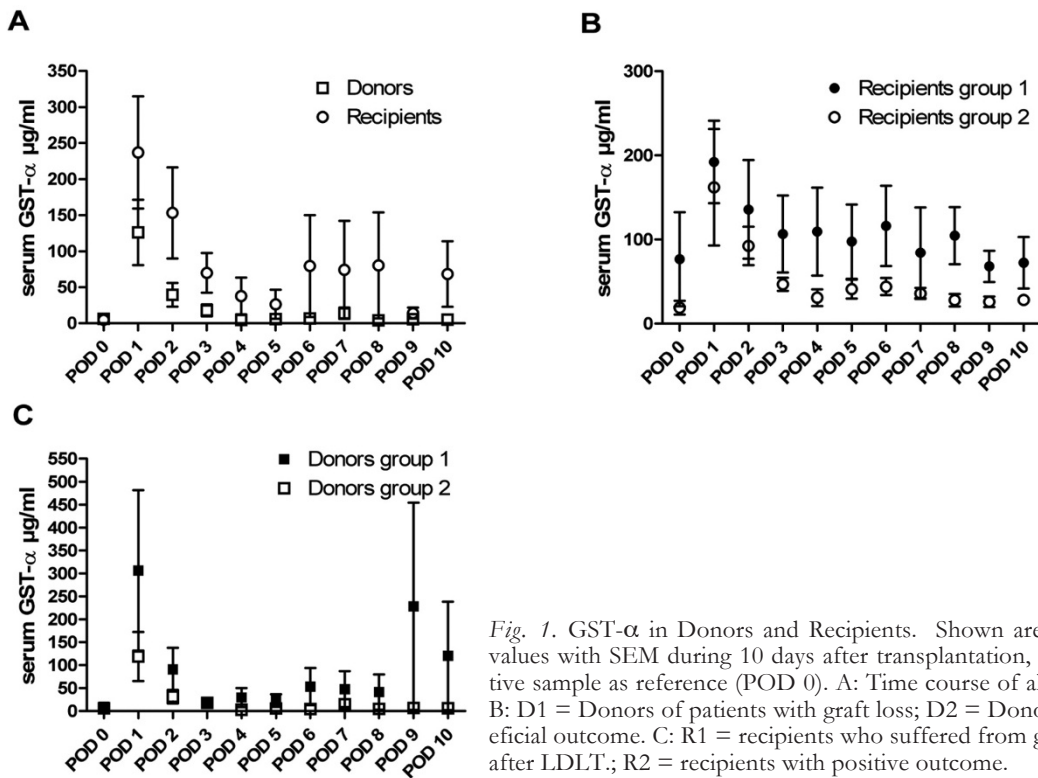 A
350
300
250
200
150
100
50
0
serum GST-α µg/ml
Donors
Recipients
POD 0
POD 1
POD 2
POD 3
POD 4
POD 5
POD 6
POD 7
POD 8
POD 9
POD 10
B
300
200
100
0
serum GST-α µg/ml
Recipients group 1
Recipients group 2
POD 0
POD 1
POD 2
POD 3
POD 4
POD 5
POD 6
POD 7
POD 8
POD 9
POD 10
C
550
500
450
400
350
300
250
200
150
100
50
0
serum GST-α µg/ml
Donors group 1
Donors group 2
POD 0
POD 1
POD 2
POD 3
POD 4
POD 5
POD 6
POD 7
POD 8
POD 9
POD 10
Fig. 1. GST-α in Donors and Recipients. Shown are
values with SEM during 10 days after transplantation,
tive sample as reference (POD 0). A: Time course of
B: D1 = Donors of patients with graft loss; D2 =
eficial outcome. C: R1 = recipients who suffered from
after LDLT.; R2 = recipients with positive outcome.